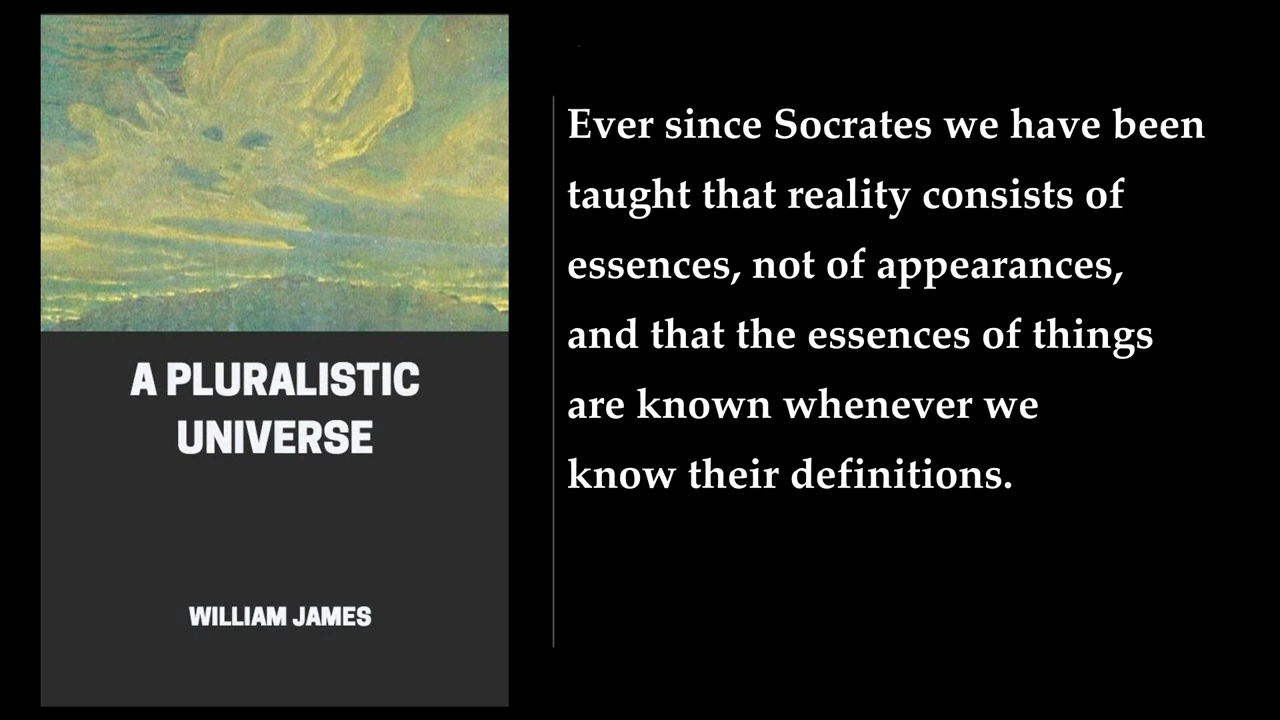 A PLURALISTIC
UNIVERSE
WILLIAM JAMES
Ever since Socrates we have been
taught that reality consists of
essences, not of appearances,
and that the essences of things
are known whenever we
know their definitions.